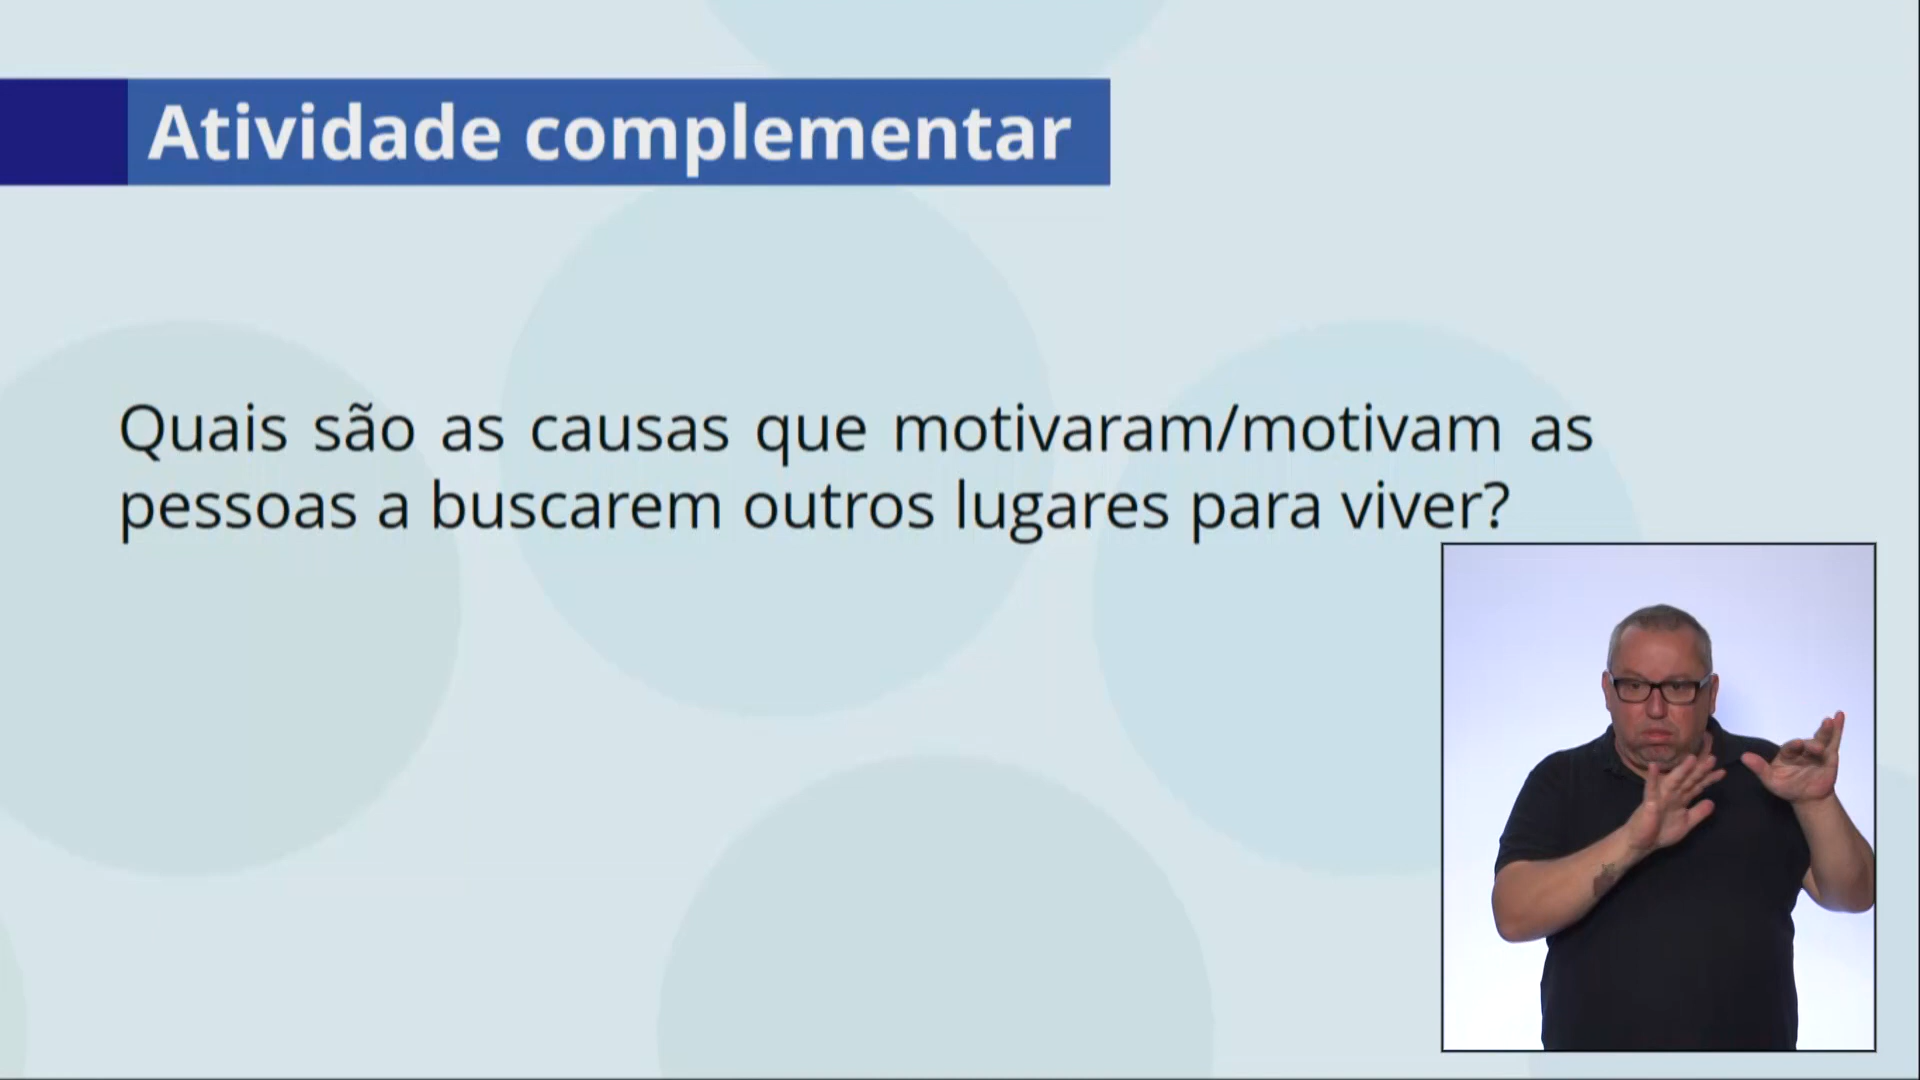 Atividade complementar
Quais são as causas que motivaram/motivam as
pessoas a buscarem outros lugares para viver?